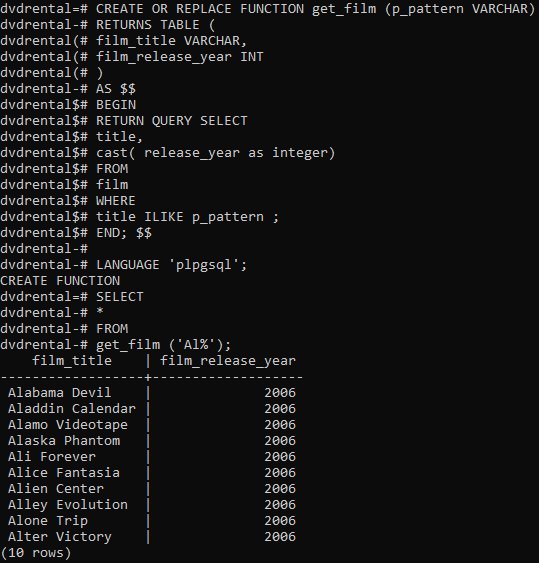 dvdrental=# CREATE OR REPLACE FUNCTION get_film (p_pattern VARCHAR)
dvdrental-# RETURNS TABLE (
dvdrental(# film_title VARCHAR,
dvdrental(# film_release_year INT
dvdrental(# )
dvdrental-# AS $$
dvdrental$# BEGIN
dvdrental$# RETURN QUERY SELECT
dvdrental$# title,
dvdrental$# cast( release_year as integer)
dvdrental$# FROM
dvdrental$# film
dvdrental$# WHERE
dvdrental$# title ILIKE p_pattern ;
dvdrental$# END; $$
dvdrental-#
dvdrental-# LANGUAGE 'plpgsql';
CREATE FUNCTION
dvdrental=# SELECT
dvdrental-# *
dvdrental-# FROM
dvdrental-# get_film ('Al%');
    film_title    | film_release_year
------------------+-------------------
 Alabama Devil    |              2006
 Aladdin Calendar |              2006
 Alamo Videotape  |              2006
 Alaska Phantom   |              2006
 Ali Forever      |              2006
 Alice Fantasia   |              2006
 Alien Center     |              2006
 Alley Evolution  |              2006
 Alone Trip       |              2006
 Alter Victory    |              2006
(10 rows)